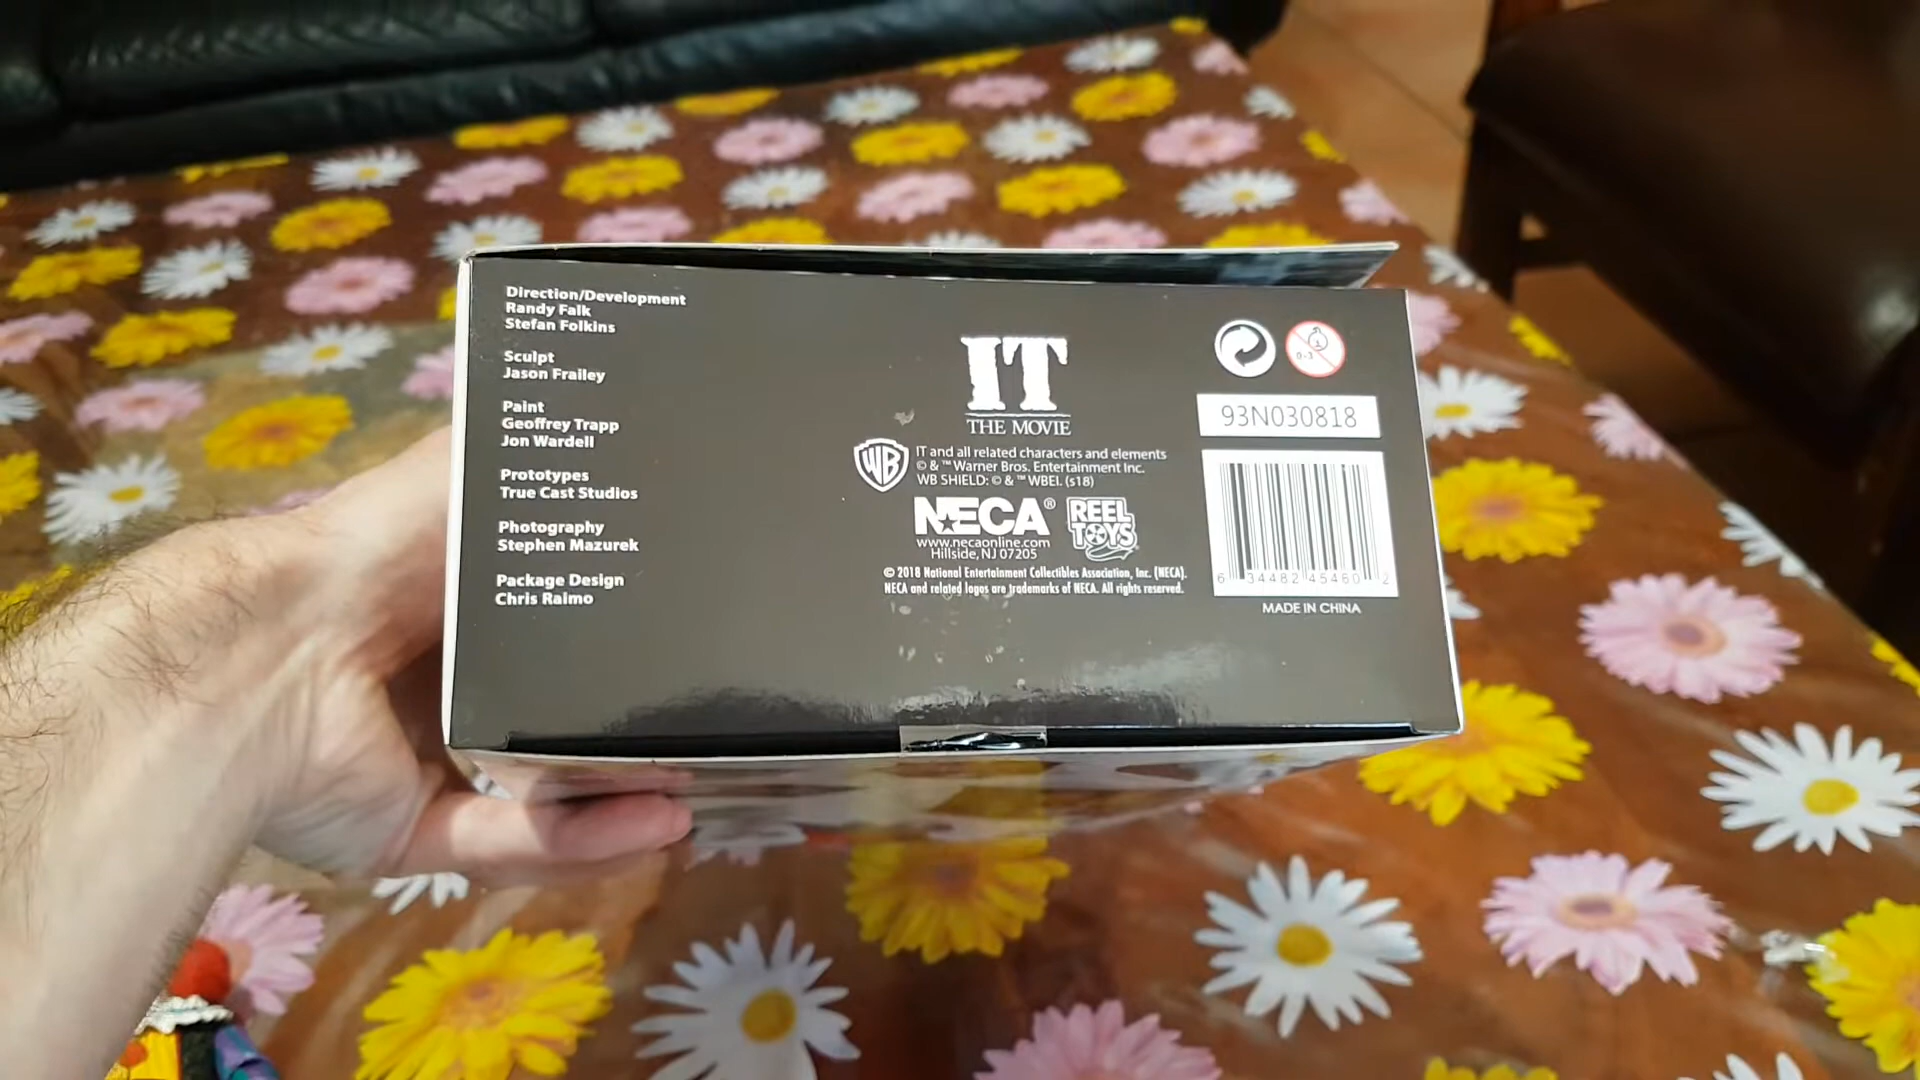 Direction/Development
Randy Falk
Stefan Folkins
Sculpt
Jason Frailey
Paint
Geoffrey Trapp
Jon Wardell
Prototypes
True Cast Studios
Photography
Stephen Mazurek
Package Design
Chris Raimo
IT
THE MOVIE
WB
IT and all related characters and elements
© & ™ Warner Bros. Entertainment Inc.
WB SHIELD: © & ™ WBEI. (s18)
NECA®
REEL
TOYS
www.necaonline.com
Hillside, NJ 07205
© 2018 National Entertainment Collectibles Association, Inc. (NECA).
NECA and related logos are trademarks of NECA. All rights reserved.
0-3
93N030818
6 34482 45460 2
MADE IN CHINA